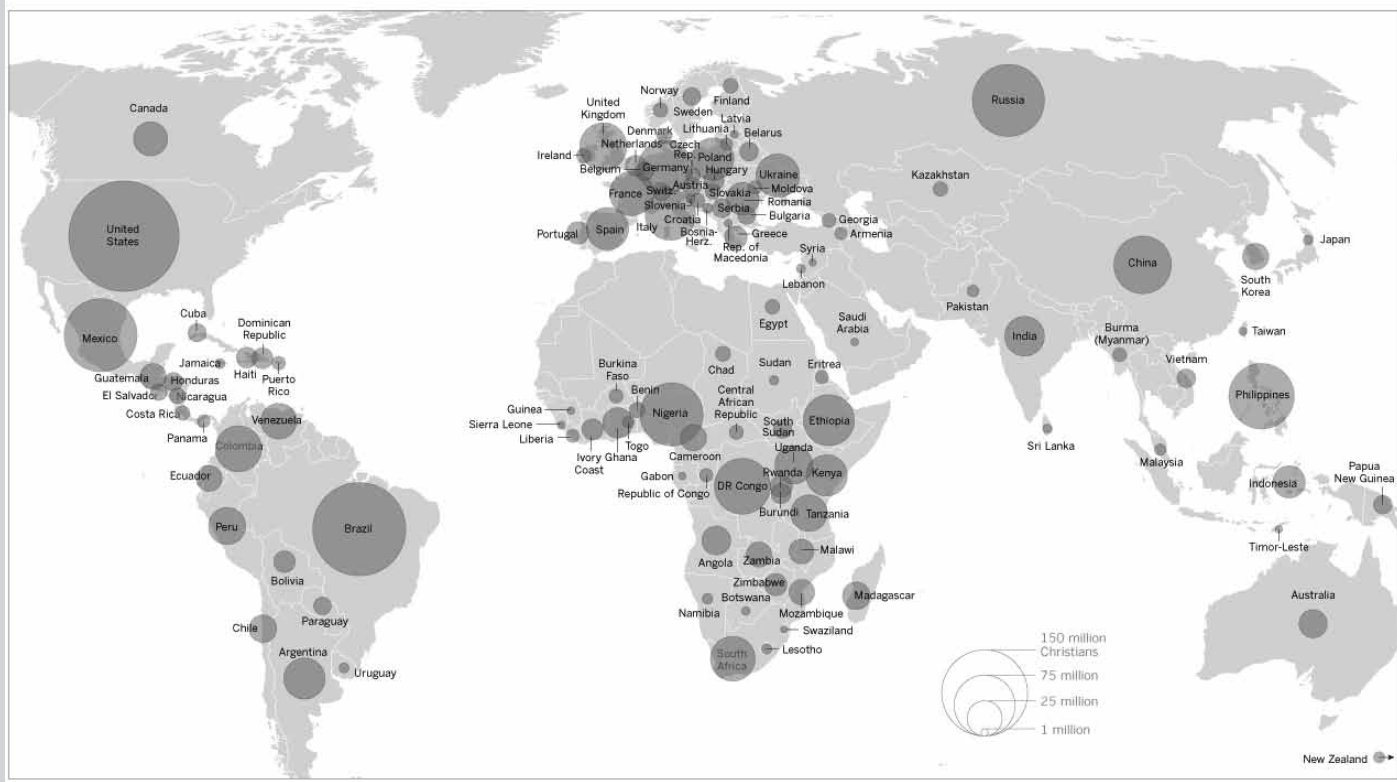 Canada
United
States
Mexico
Cuba
Dominican
Republic
Jamaica
Haiti
Puerto
Rico
Guatemala
Honduras
El Salvador
Nicaragua
Costa Rica
Panama
Venezuela
Colombia
Ecuador
Peru
Brazil
Bolivia
Paraguay
Chile
Argentina
Uruguay
Norway
Sweden
Finland
United
Kingdom
Denmark
Lithuania
Latvia
Belarus
Ireland
Netherlands
Czech
Rep.
Poland
Belgium
Germany
Hungary
Ukraine
France
Switz.
Austria
Slovakia
Moldova
Romania
Slovenia
Serbia
Bulgaria
Croatia
Portugal
Spain
Italy
Bosnia-
Herz.
Greece
Rep. of
Macedonia
Georgia
Armenia
Syria
Lebanon
Russia
Kazakhstan
China
Japan
South
Korea
Pakistan
India
Taiwan
Burma
(Myanmar)
Vietnam
Philippines
Sri Lanka
Malaysia
Indonesia
Papua
New Guinea
Timor-Leste
Australia
New Zealand
Egypt
Saudi
Arabia
Chad
Sudan
Eritrea
Burkina
Faso
Benin
Central
African
Republic
Guinea
Sierra Leone
Liberia
Ivory
Coast
Ghana
Togo
Nigeria
Cameroon
South
Sudan
Ethiopia
Uganda
Gabon
Republic of Congo
DR Congo
Rwanda
Kenya
Burundi
Tanzania
Angola
Zambia
Malawi
Zimbabwe
Botswana
Namibia
Mozambique
Madagascar
Swaziland
Lesotho
South
Africa
150 million
Christians
75 million
25 million
1 million